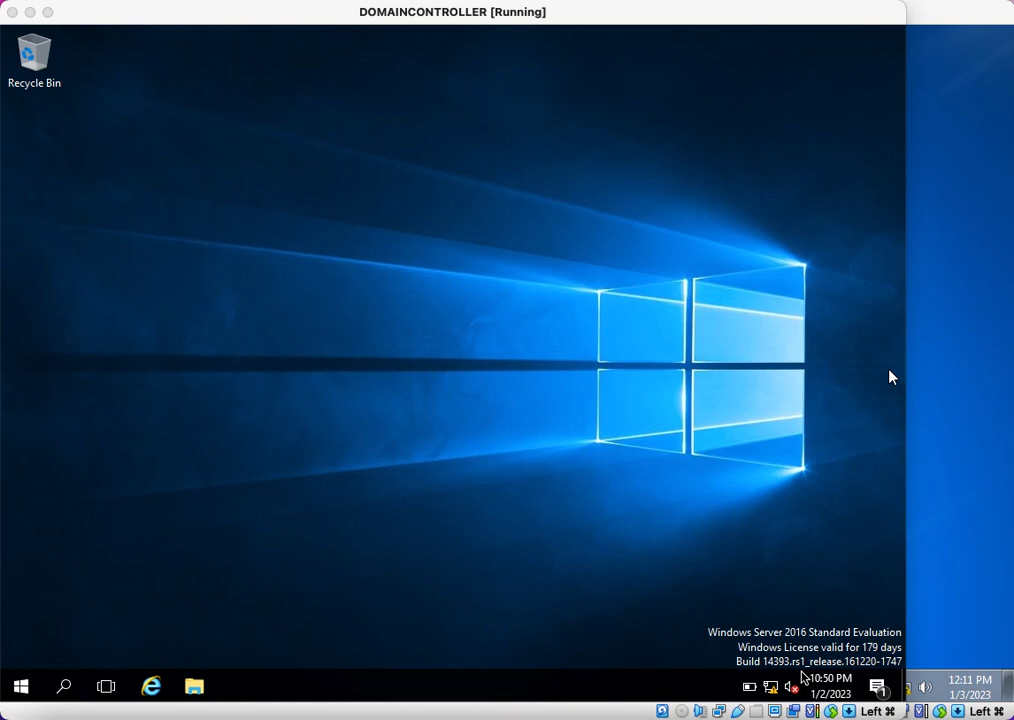 DOMAINCONTROLLER [Running]
Recycle Bin
Windows Server 2016 Standard Evaluation
Windows License valid for 179 days
Build 14393.rs1_release.161220-1747
10:50 PM
1/2/2023
1
12:11 PM
1/3/2023
Left ⌘
Left ⌘